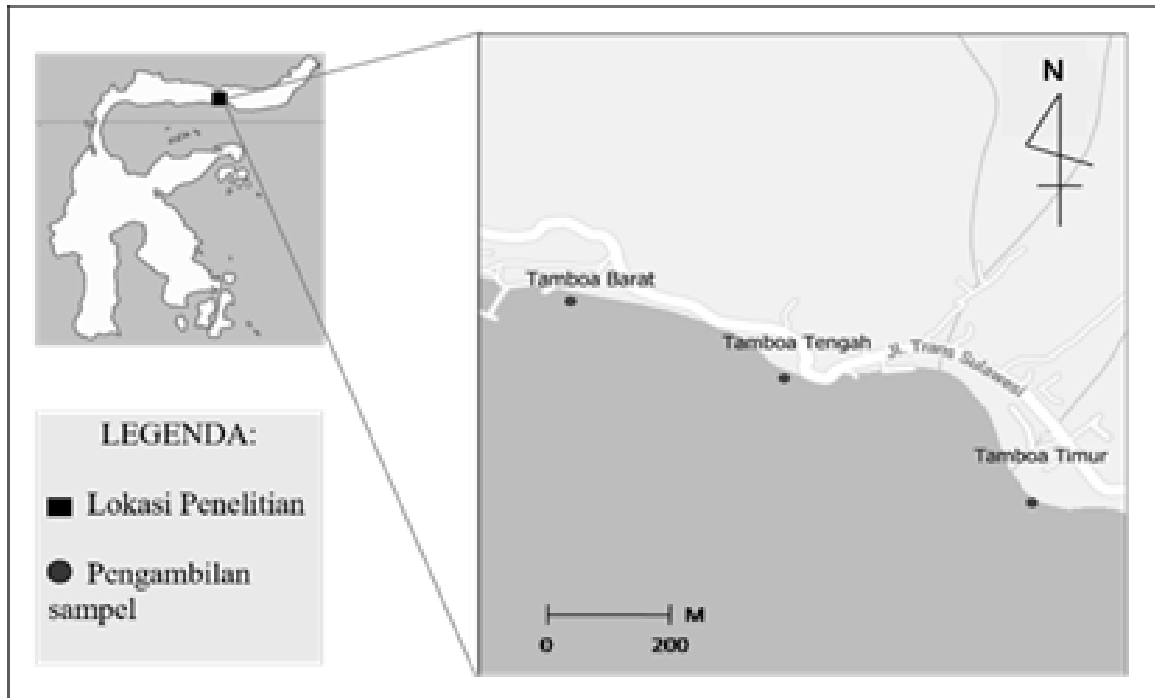 N
Tamboa Barat
Tamboa Tengah
JL. Trans Sulawesi
Tamboa Timur
M
0 200
LEGENDA:
Lokasi Penelitian
Pengambilan
sampel